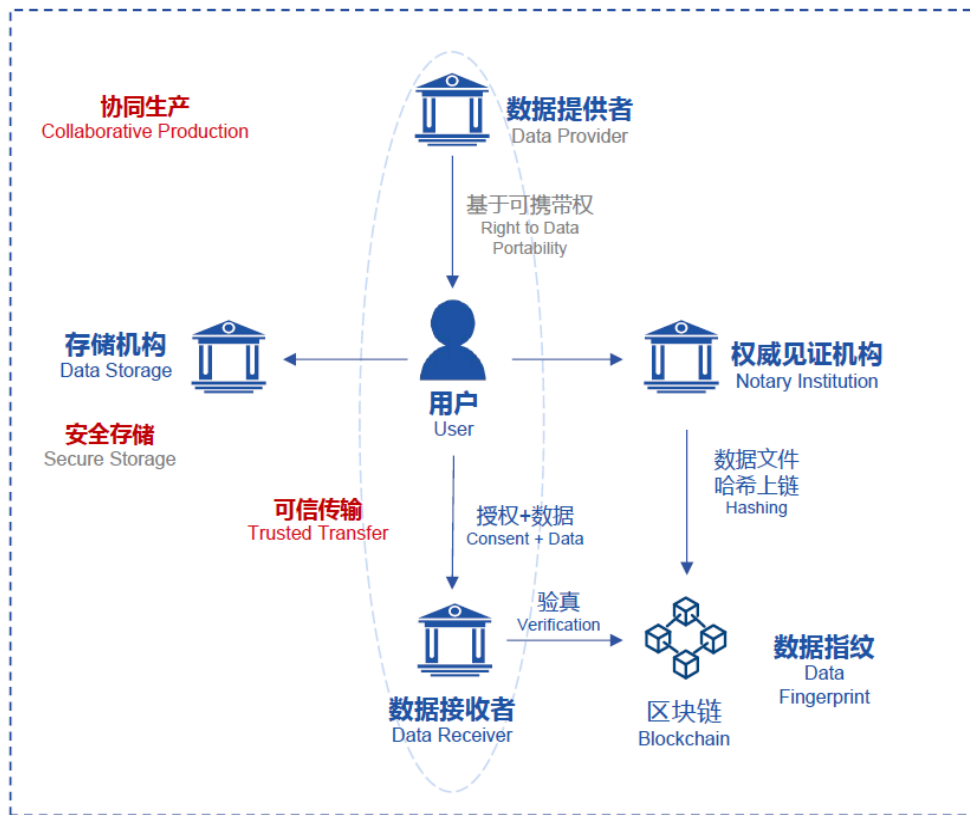 协同生产
Collaborative Production
数据提供者
Data Provider
基于可携带权
Right to Data
Portability
存储机构
Data Storage
用户
User
权威见证机构
Notary Institution
安全存储
Secure Storage
数据文件
哈希上链
Hashing
可信传输
Trusted Transfer
授权+数据
Consent + Data
验真
Verification
数据指纹
Data
Fingerprint
数据接收者
Data Receiver
区块链
Blockchain